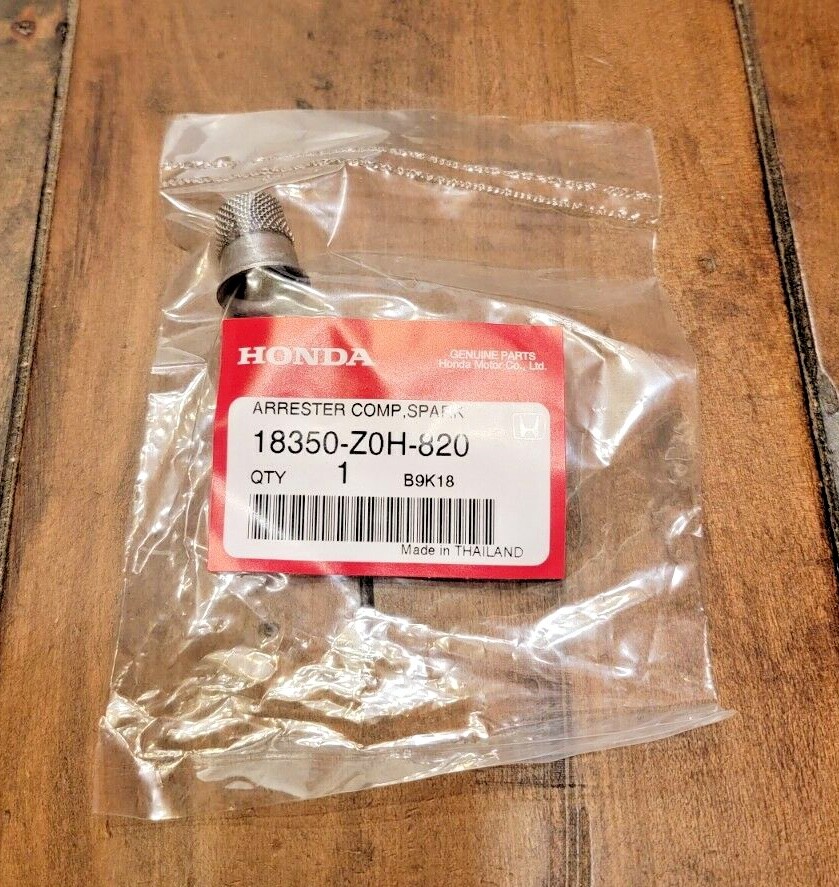 HONDA
GENUINE PARTS
Honda Motor Co., Ltd.
ARRESTER COMP,SPARK
18350-Z0H-820
QTY 1 B9K18
Made in THAILAND